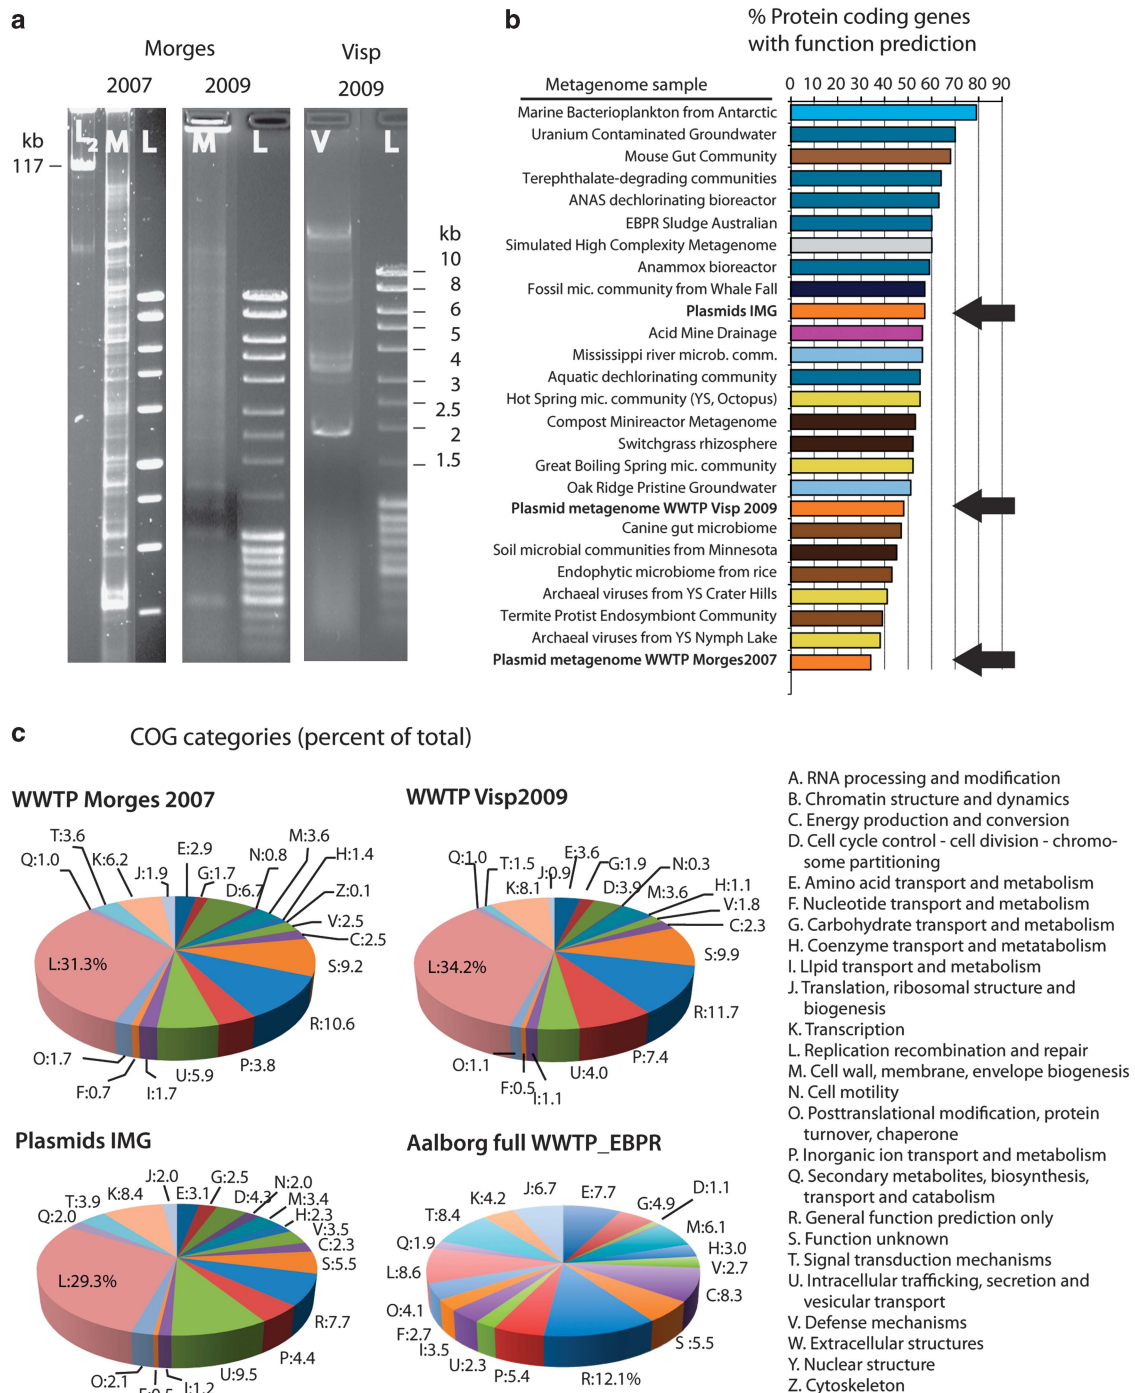 a
Morges
Visp
2007
2009
2009
kb
117
L2
M
L
M
L
V
L
kb
10
8
6
5
4
3
2.5
2
1.5
b
% Protein coding genes
with function prediction
Metagenome sample
0 10 20 30 40 50 60 70 80 90
Marine Bacterioplankton from Antarctic
Uranium Contaminated Groundwater
Mouse Gut Community
Terephthalate-degrading communities
ANAS dechlorinating bioreactor
EBPR Sludge Australian
Simulated High Complexity Metagenome
Anammox bioreactor
Fossil mic. community from Whale Fall
Plasmids IMG
Acid Mine Drainage
Mississippi river microb. comm.
Aquatic dechlorinating community
Hot Spring mic. community (YS, Octopus)
Compost Minireactor Metagenome
Switchgrass rhizosphere
Great Boiling Spring mic. community
Oak Ridge Pristine Groundwater
Plasmid metagenome WWTP Visp 2009
Canine gut microbiome
Soil microbial communities from Minnesota
Endophytic microbiome from rice
Archaeal viruses from YS Crater Hills
Termite Protist Endosymbiont Community
Archaeal viruses from YS Nymph Lake
Plasmid metagenome WWTP Morges2007
c
COG categories (percent of total)
WWTP Morges 2007
E:2.9
G:1.7
D:6.7
N:0.8
M:3.6
H:1.4
Z:0.1
V:2.5
C:2.5
S:9.2
R:10.6
P:3.8
U:5.9
I:1.7
F:0.7
O:1.7
L:31.3%
Q:1.0
T:3.6
K:6.2
J:1.9
WWTP Visp2009
E:3.6
G:1.9
D:3.9
N:0.3
M:3.6
H:1.1
V:1.8
C:2.3
S:9.9
R:11.7
P:7.4
U:4.0
I:1.1
F:0.5
O:1.1
L:34.2%
Q:1.0
T:1.5
K:8.1
J:0.9
Plasmids IMG
E:3.1
G:2.5
D:4.3
N:2.0
M:3.4
H:2.3
V:3.5
C:2.3
S:5.5
R:7.7
P:4.4
U:9.5
I:1.2
F:0.5
O:2.1
L:29.3%
Q:2.0
T:3.9
K:8.4
J:2.0
Aalborg full WWTP_EBPR
E:7.7
G:4.9
D:1.1
M:6.1
H:3.0
V:2.7
C:8.3
S :5.5
R:12.1%
P:5.4
U:2.3
I:3.5
F:2.7
O:4.1
L:8.6
Q:1.9
T:8.4
K:4.2
J:6.7
A. RNA processing and modification
B. Chromatin structure and dynamics
C. Energy production and conversion
D. Cell cycle control - cell division - chromo-
some partitioning
E. Amino acid transport and metabolism
F. Nucleotide transport and metabolism
G. Carbohydrate transport and metabolism
H. Coenzyme transport and metatabolism
I. LIpid transport and metabolism
J. Translation, ribosomal structure and
biogenesis
K. Transcription
L. Replication recombination and repair
M. Cell wall, membrane, envelope biogenesis
N. Cell motility
O. Posttranslational modification, protein
turnover, chaperone
P. Inorganic ion transport and metabolism
Q. Secondary metabolites, biosynthesis,
transport and catabolism
R. General function prediction only
S. Function unknown
T. Signal transduction mechanisms
U. Intracellular trafficking, secretion and
vesicular transport
V. Defense mechanisms
W. Extracellular structures
Y. Nuclear structure
Z. Cytoskeleton